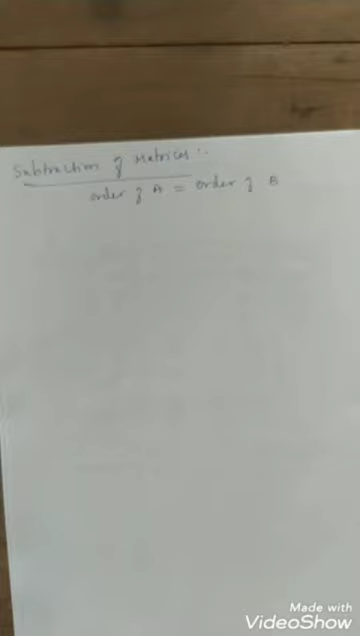 Subtraction of Matrices :-
order of A = order of B
Made with
VideoShow